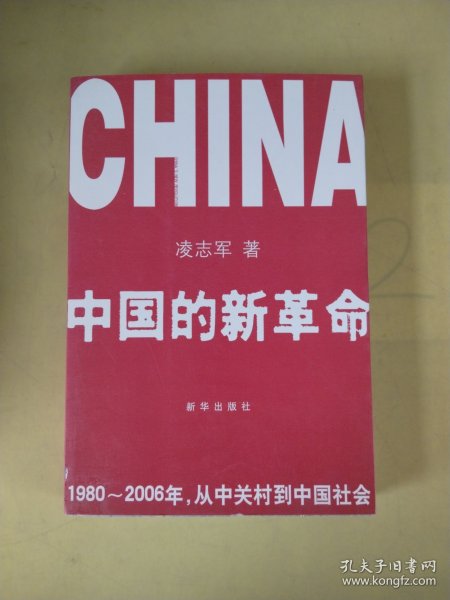 CHINA
凌志军 著
中国的新革命
新华出版社
1980～2006年，从中关村到中国社会
孔夫子旧书网
www.kongfz.com